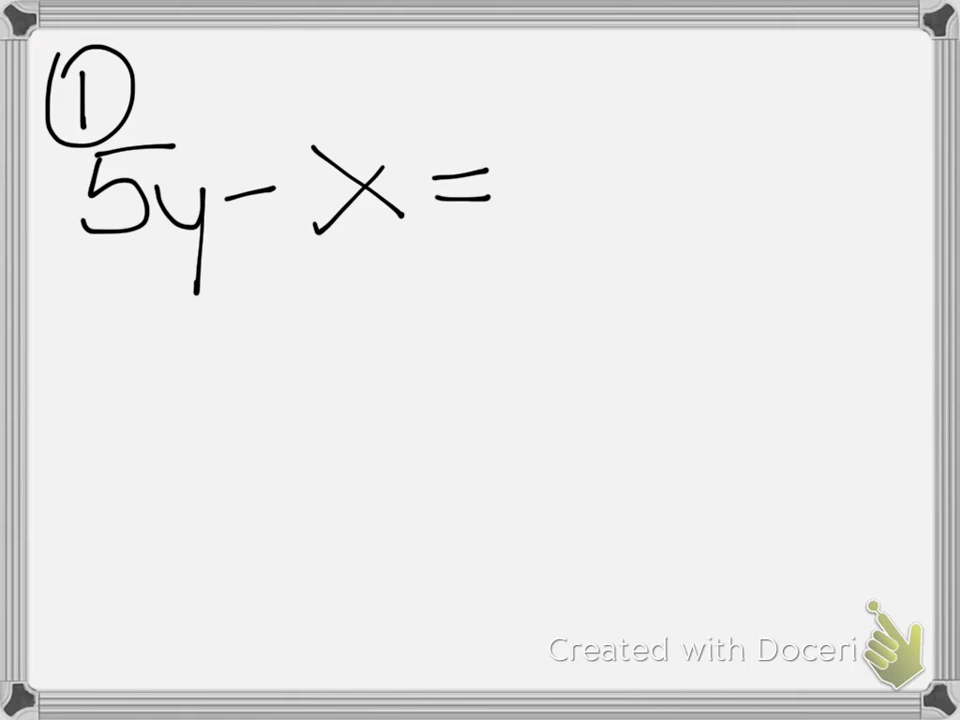 ①
5y - x =
Created with Doceri